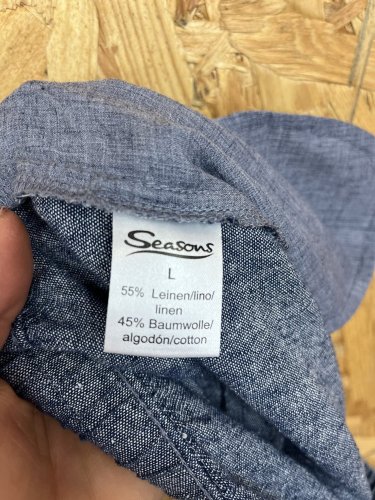 Seasons
L
55% Leinen/lino/
linen
45% Baumwolle/
algodón/cotton